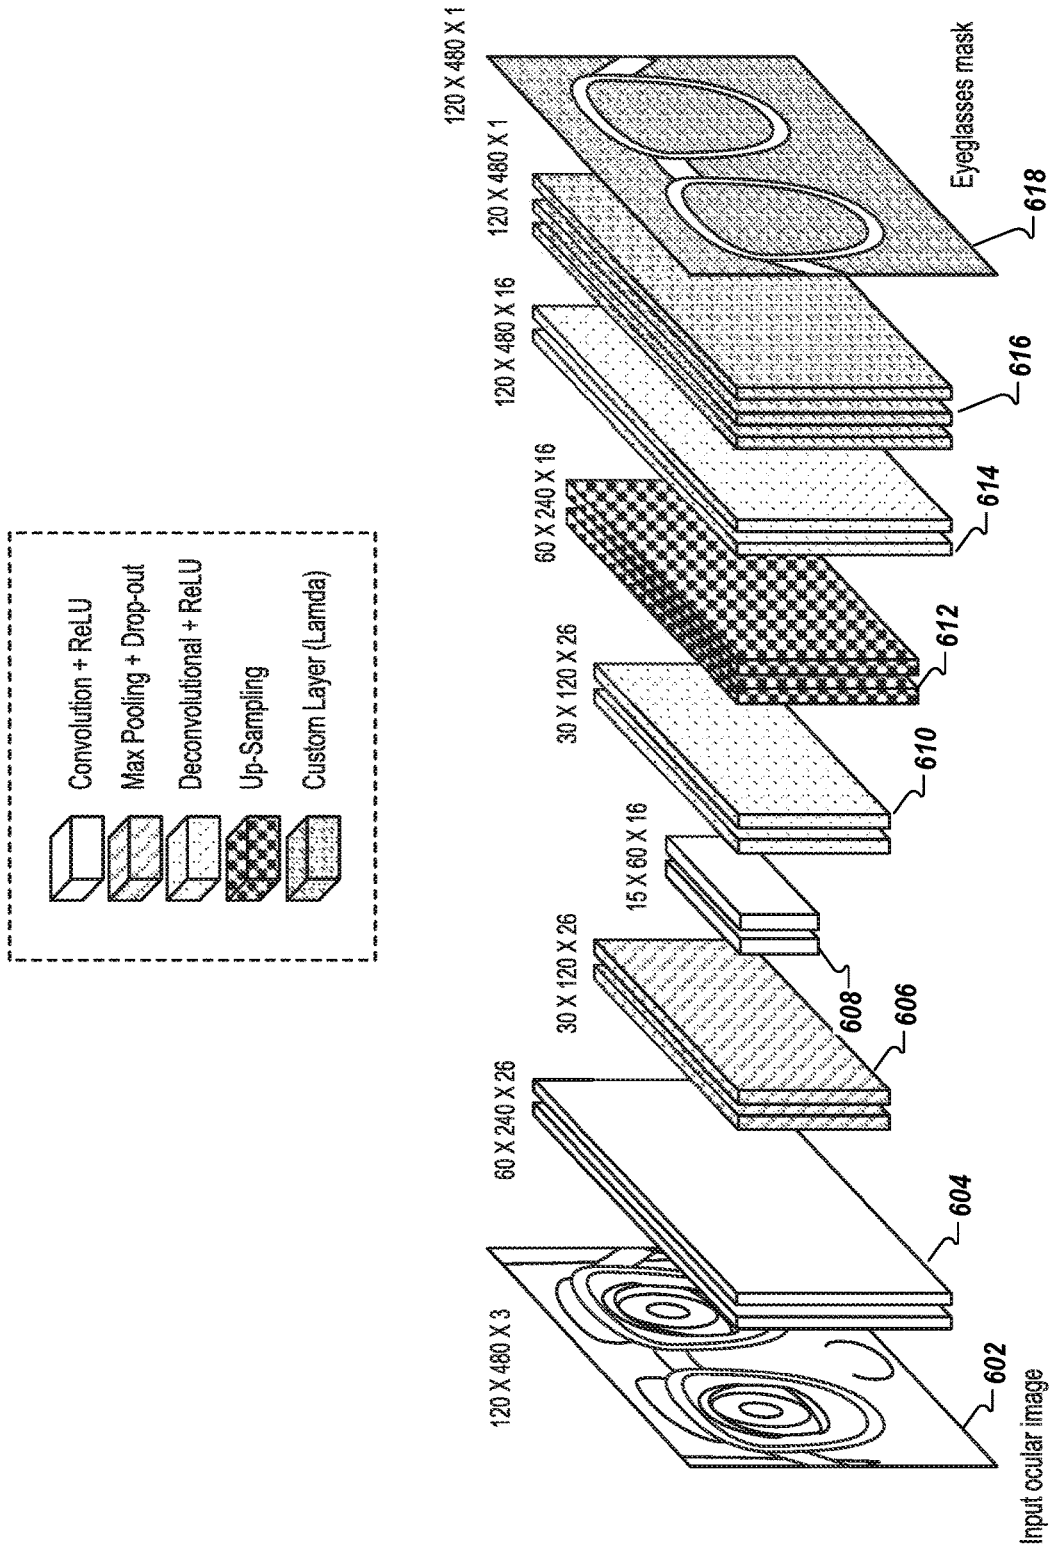 Convolution + ReLU
Max Pooling + Drop-out
Deconvolutional + ReLU
Up-Sampling
Custom Layer (Lamda)
120 X 480 X 3
60 X 240 X 26
30 X 120 X 26
15 X 60 X 16
30 X 120 X 26
60 X 240 X 16
120 X 480 X 16
120 X 480 X 1
120 X 480 X 1
602
604
606
608
610
612
614
616
618
Input ocular image
Eyeglasses mask